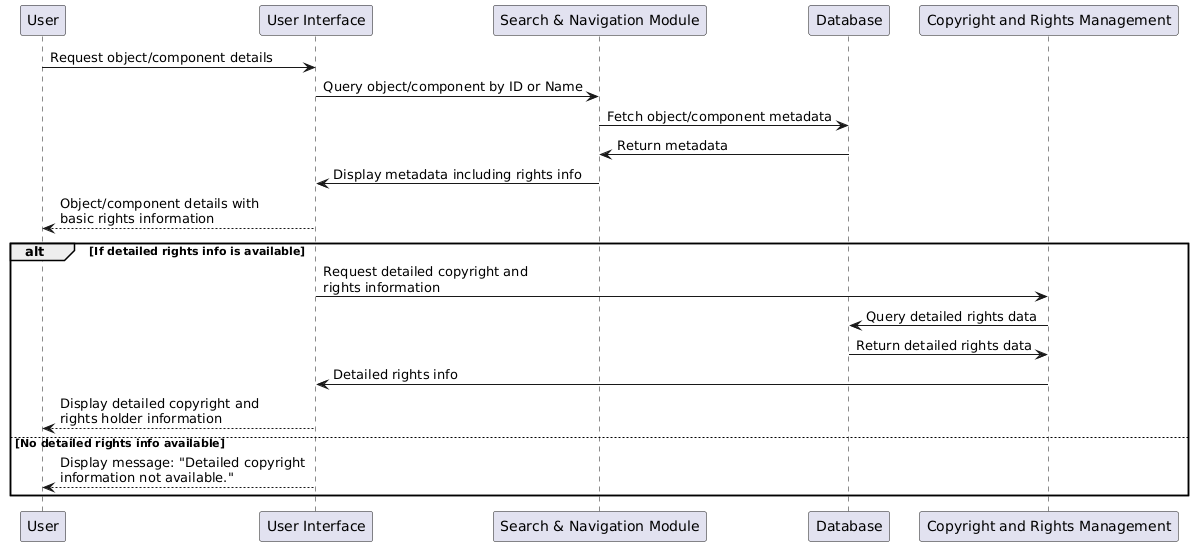 User
User Interface
Search & Navigation Module
Database
Copyright and Rights Management
Request object/component details
Query object/component by ID or Name
Fetch object/component metadata
Return metadata
Display metadata including rights info
Object/component details with
basic rights information
alt
[If detailed rights info is available]
Request detailed copyright and
rights information
Query detailed rights data
Return detailed rights data
Detailed rights info
Display detailed copyright and
rights holder information
[No detailed rights info available]
Display message: "Detailed copyright
information not available."
User
User Interface
Search & Navigation Module
Database
Copyright and Rights Management